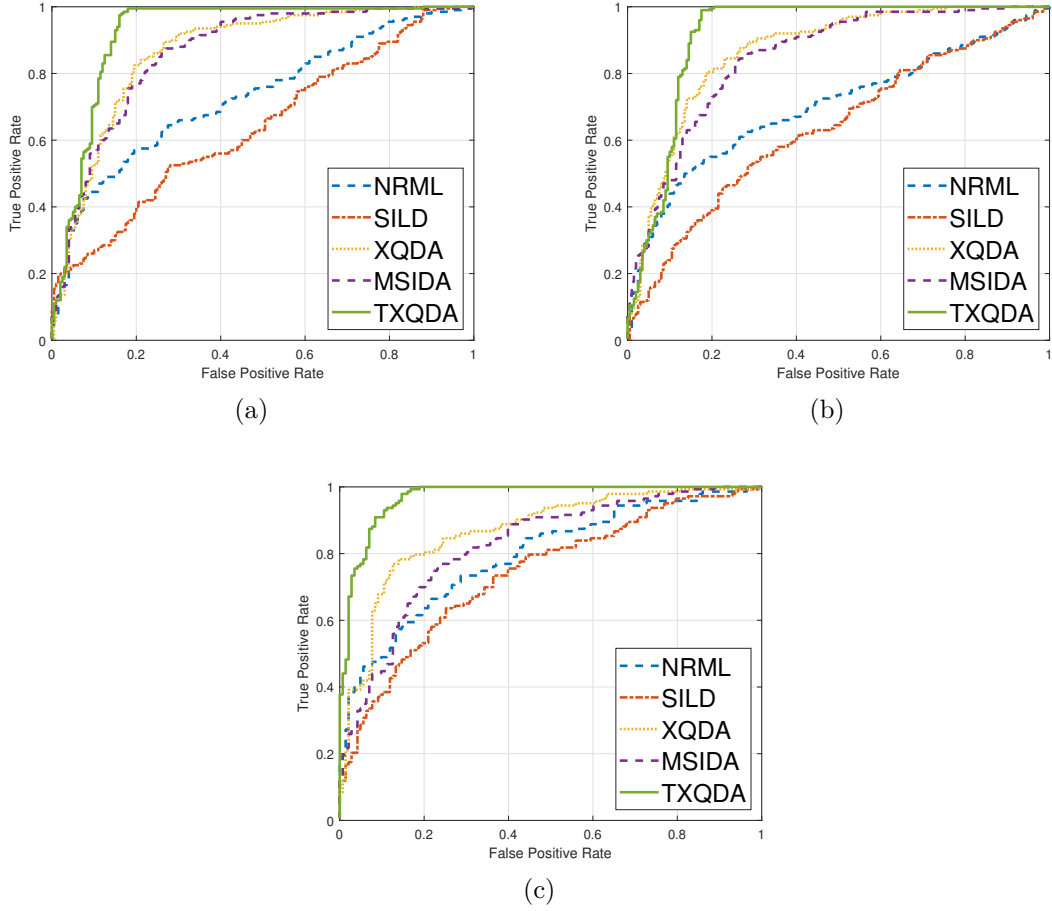 1
0.8
0.6
0.4
0.2
0
True Positive Rate
NRML
SILD
XQDA
MSIDA
TXQDA
0 0.2 0.4 0.6 0.8 1
False Positive Rate
(a)
1
0.8
0.6
0.4
0.2
0
True Positive Rate
NRML
SILD
XQDA
MSIDA
TXQDA
0 0.2 0.4 0.6 0.8 1
False Positive Rate
(b)
1
0.8
0.6
0.4
0.2
0
True Positive Rate
NRML
SILD
XQDA
MSIDA
TXQDA
0 0.2 0.4 0.6 0.8 1
False Positive Rate
(c)